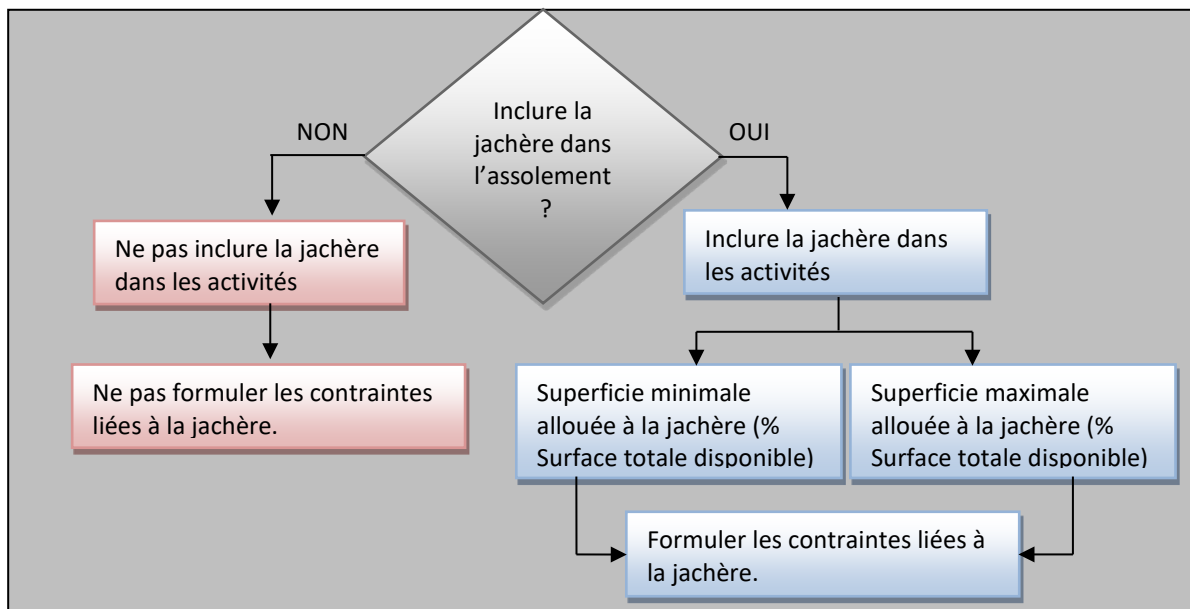 Inclure la
jachère dans
l'assolement
?
NON
OUI
Ne pas inclure la jachère
dans les activités
Inclure la jachère dans
les activités
Ne pas formuler les contraintes
liées à la jachère.
Superficie minimale
allouée à la jachère (%
Surface totale disponible)
Superficie maximale
allouée à la jachère (%
Surface totale disponible)
Formuler les contraintes liées à
la jachère.